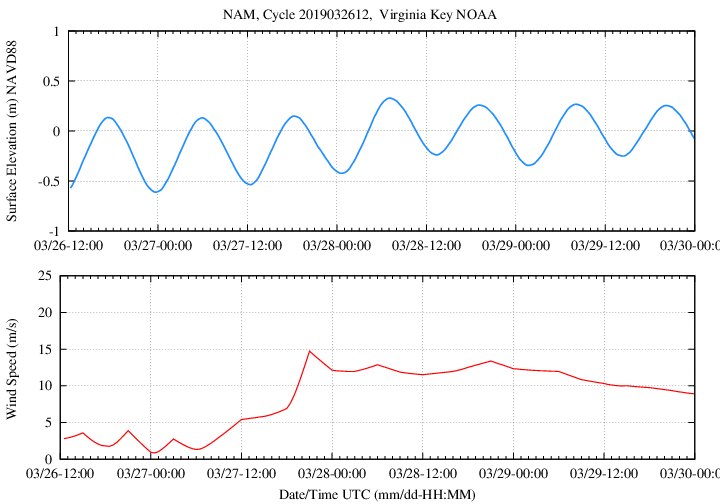 NAM, Cycle 2019032612,  Virginia Key NOAA
Surface Elevation (m) NAVD88
1
0.5
0
-0.5
-1
03/26-12:00 03/27-00:00 03/27-12:00 03/28-00:00 03/28-12:00 03/29-00:00 03/29-12:00 03/30-00:00
Wind Speed (m/s)
25
20
15
10
5
0
03/26-12:00 03/27-00:00 03/27-12:00 03/28-00:00 03/28-12:00 03/29-00:00 03/29-12:00 03/30-00:00
Date/Time UTC (mm/dd-HH:MM)